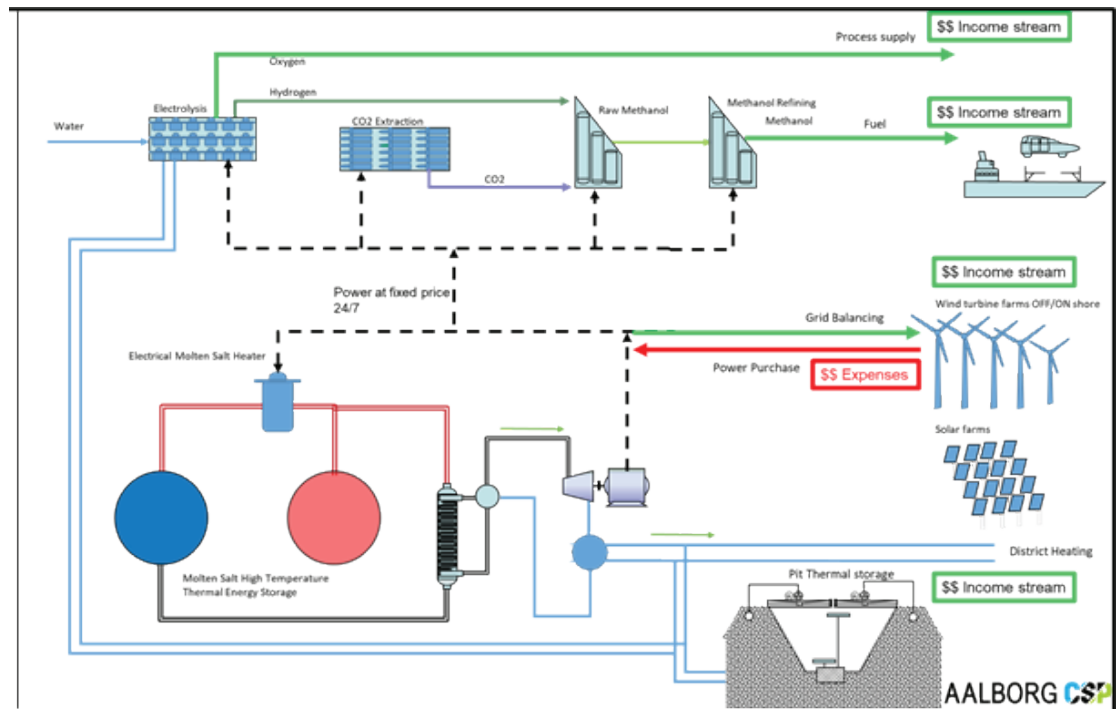 $$ Income stream
Process supply
Oxygen
Electrolysis
Hydrogen
Water
CO2 Extraction
CO2
Raw Methanol
Methanol Refining
Methanol
Fuel
$$ Income stream
Power at fixed price
24/7
$$ Income stream
Wind turbine farms OFF/ON shore
Grid Balancing
Power Purchase
$$ Expenses
Electrical Molten Salt Heater
Solar farms
Molten Salt High Temperature
Thermal Energy Storage
District Heating
Pit Thermal storage
$$ Income stream
AALBORG CSP